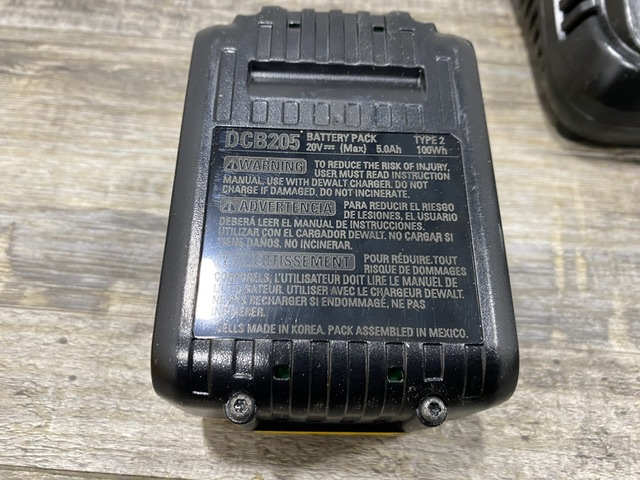 DCB205 BATTERY PACK TYPE 2
20V⎓ (Max) 5.0Ah 100Wh
⚠WARNING TO REDUCE THE RISK OF INJURY,
USER MUST READ INSTRUCTION
MANUAL. USE WITH DEWALT CHARGER. DO NOT
CHARGE IF DAMAGED. DO NOT INCINERATE.
⚠ADVERTENCIA PARA REDUCIR EL RIESGO
DE LESIONES, EL USUARIO
DEBERÁ LEER EL MANUAL DE INSTRUCCIONES.
UTILIZAR CON EL CARGADOR DEWALT. NO CARGAR SI
DAÑOS. NO INCINERAR.
POUR RÉDUIRE TOUT
RISQUE DE DOMMAGES
L'UTILISATEUR DOIT LIRE LE MANUEL DE
UTILISER AVEC LE CHARGEUR DEWALT.
NE PAS RECHARGER SI ENDOMMAGÉ, NE PAS
CELLS MADE IN KOREA. PACK ASSEMBLED IN MEXICO.